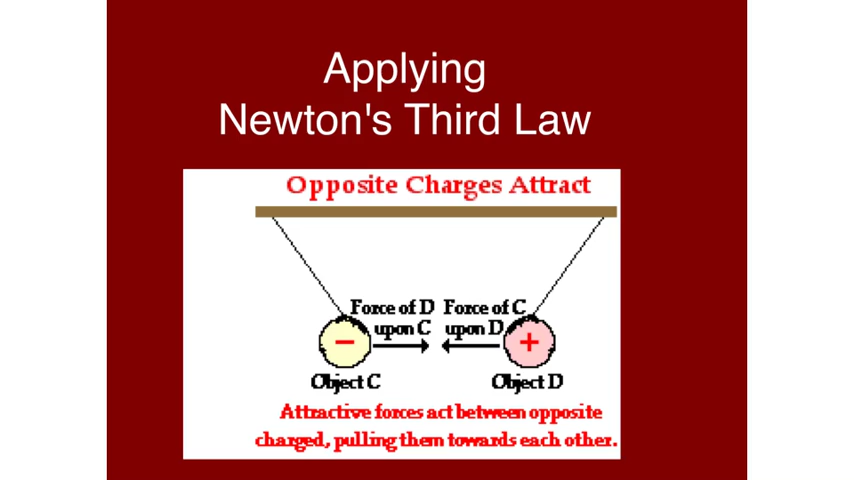 Applying
Newton's Third Law
Opposite Charges Attract
Force of D Force of C
upon C upon D
− +
Object C Object D
Attractive forces act between opposite
charged, pulling them towards each other.